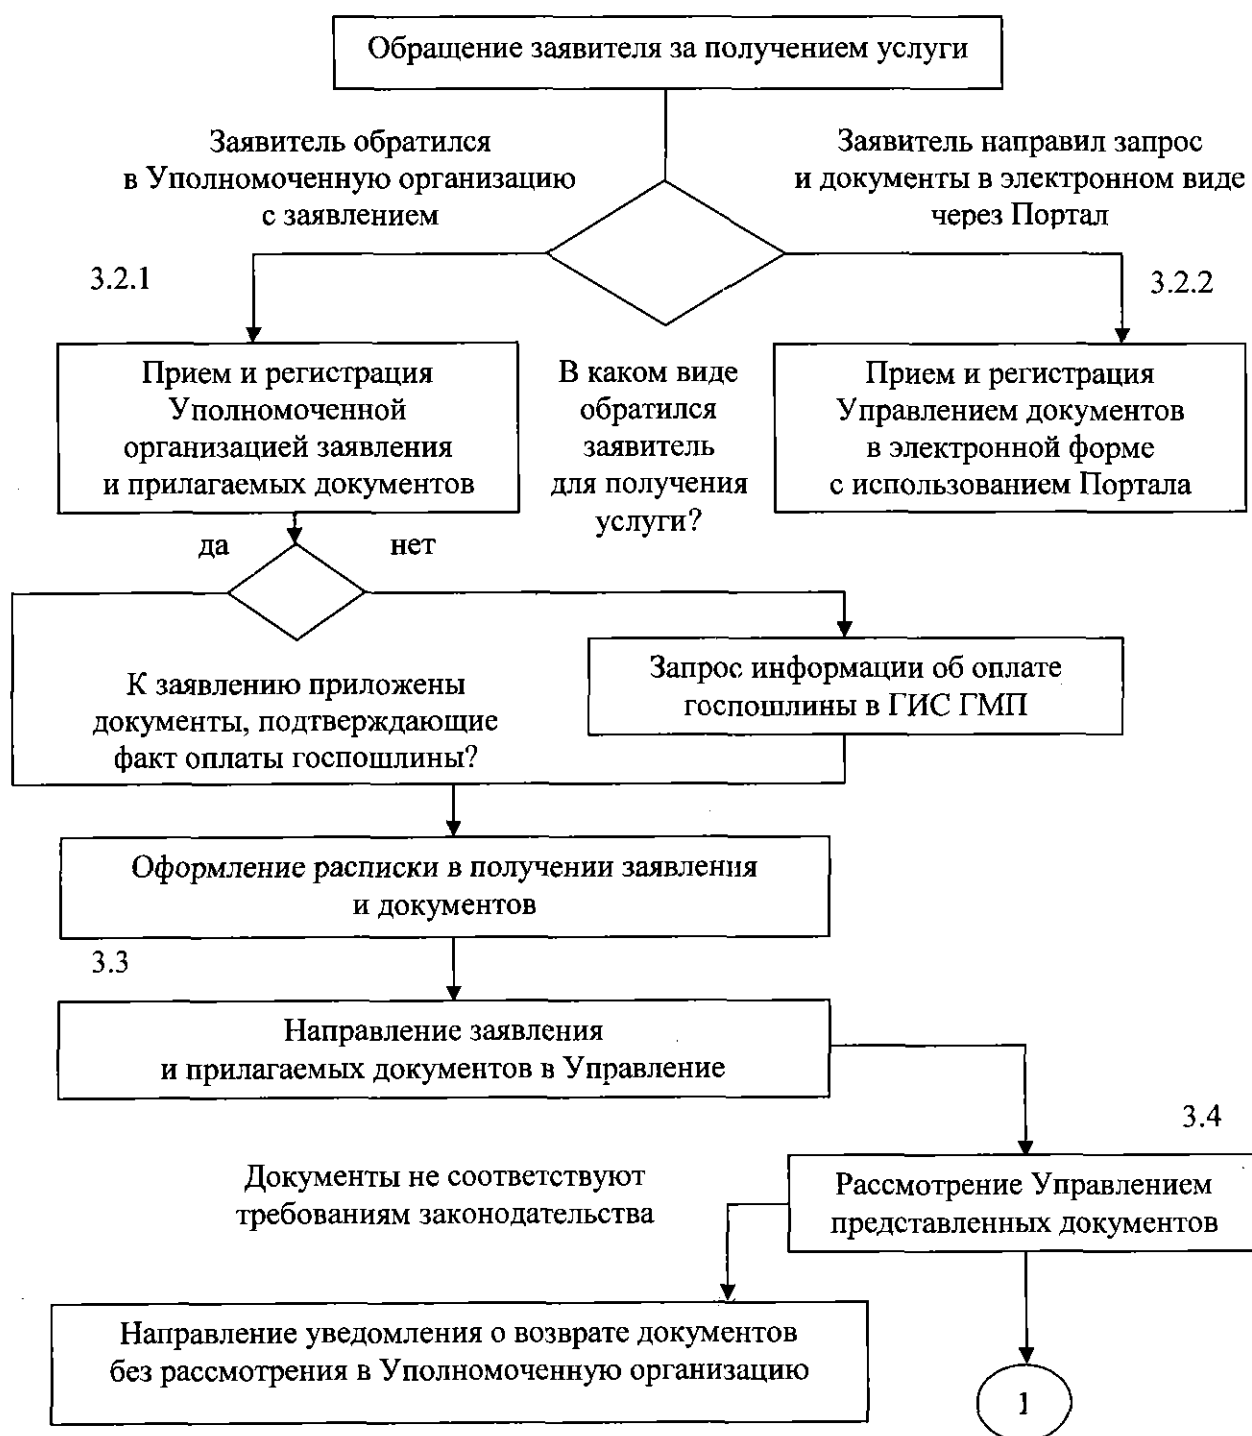 Обращение заявителя за получением услуги
Заявитель обратился
в Уполномоченную организацию
с заявлением
Заявитель направил запрос
и документы в электронном виде
через Портал
3.2.1
3.2.2
Прием и регистрация
Уполномоченной
организацией заявления
и прилагаемых документов
В каком виде
обратился
заявитель
для получения
услуги?
Прием и регистрация
Управлением документов
в электронной форме
с использованием Портала
да
нет
К заявлению приложены
документы, подтверждающие
факт оплаты госпошлины?
Запрос информации об оплате
госпошлины в ГИС ГМП
Оформление расписки в получении заявления
и документов
3.3
Направление заявления
и прилагаемых документов в Управление
3.4
Документы не соответствуют
требованиям законодательства
Рассмотрение Управлением
представленных документов
Направление уведомления о возврате документов
без рассмотрения в Уполномоченную организацию
1